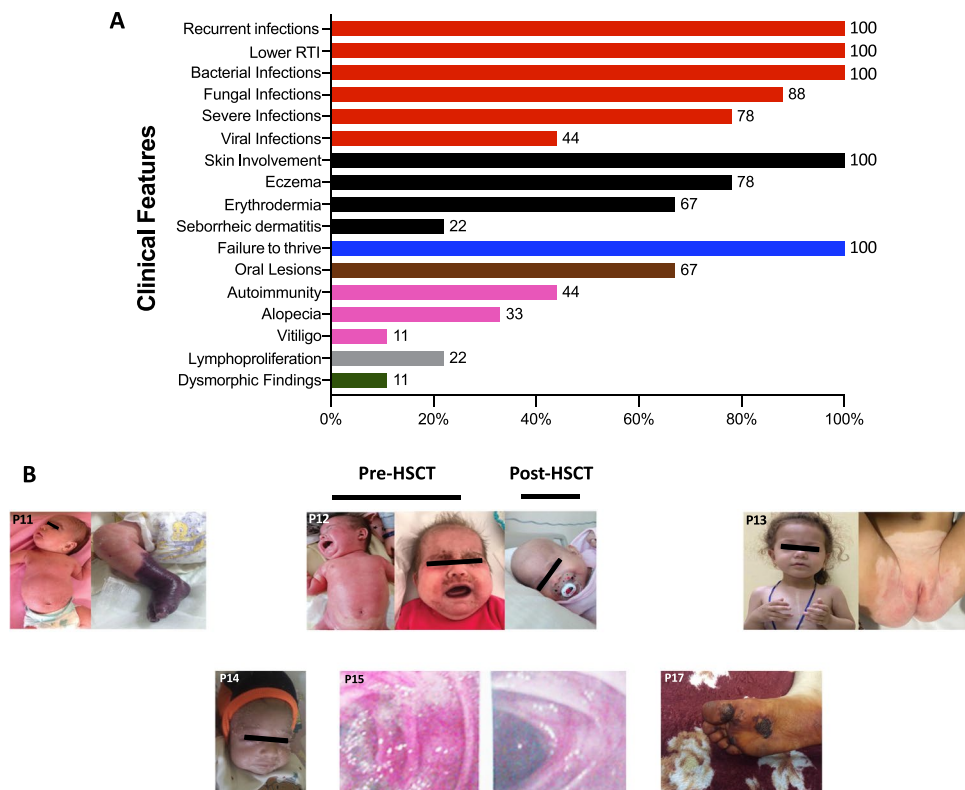 A
Clinical Features
Recurrent infections 100
Lower RTI 100
Bacterial Infections 100
Fungal Infections 88
Severe Infections 78
Viral Infections 44
Skin Involvement 100
Eczema 78
Erythrodermia 67
Seborrheic dermatitis 22
Failure to thrive 100
Oral Lesions 67
Autoimmunity 44
Alopecia 33
Vitiligo 11
Lymphoproliferation 22
Dysmorphic Findings 11
0% 20% 40% 60% 80% 100%
B
Pre-HSCT Post-HSCT
P11 P12 P13
P14 P15 P17